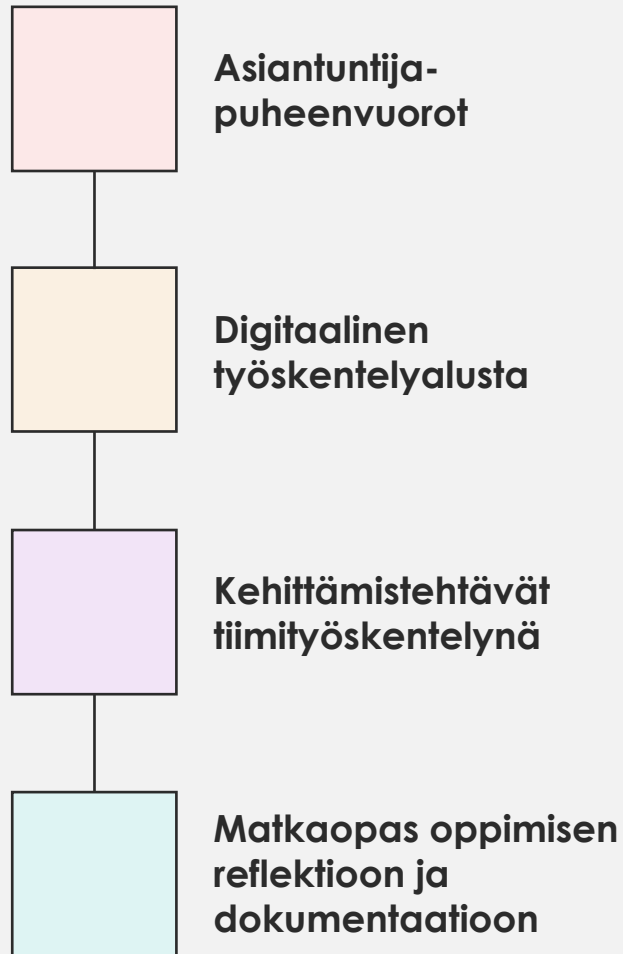 Asiantuntija-
puheenvuorot
Digitaalinen
työskentelyalusta
Kehittämistehtävät
tiimityöskentelynä
Matkaopas oppimisen
reflektioon ja
dokumentaatioon